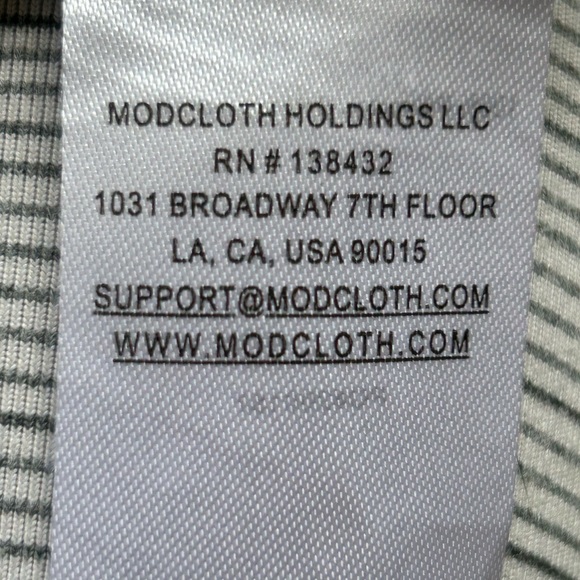 MODCLOTH HOLDINGS LLC
RN # 138432
1031 BROADWAY 7TH FLOOR
LA, CA, USA 90015
SUPPORT@MODCLOTH.COM
WWW.MODCLOTH.COM